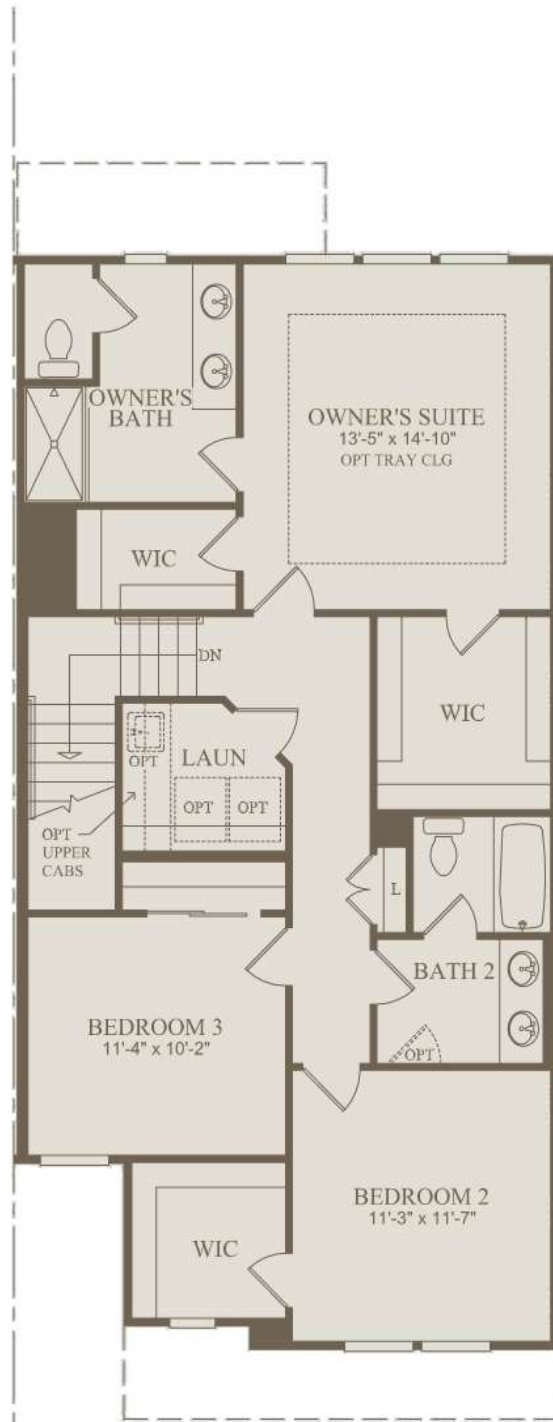 OWNER'S
BATH
OWNER'S SUITE
13'-5" x 14'-10"
OPT TRAY CLG
WIC
DN
WIC
LAUN
OPT
OPT
OPT
OPT
UPPER
CABS
L
BATH 2
OPT
BEDROOM 3
11'-4" x 10'-2"
BEDROOM 2
11'-3" x 11'-7"
WIC